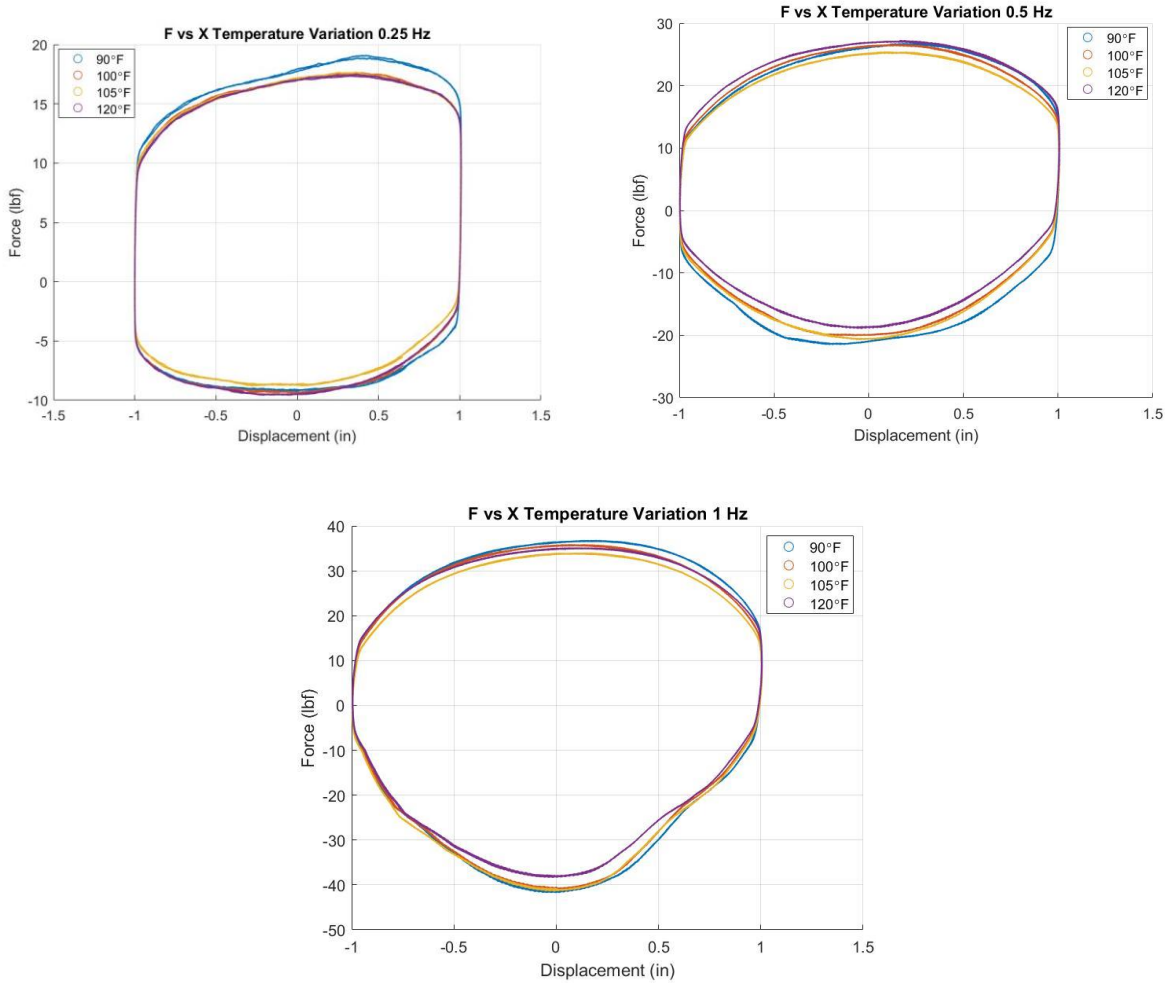 F vs X Temperature Variation 0.25 Hz
20
15
10
5
0
-5
-10
-1.5
-1
-0.5
0
0.5
1
1.5
Force (lbf)
Displacement (in)
90°F
100°F
105°F
120°F
F vs X Temperature Variation 0.5 Hz
30
20
10
0
-10
-20
-30
-1
-0.5
0
0.5
1
1.5
Force (lbf)
Displacement (in)
90°F
100°F
105°F
120°F
F vs X Temperature Variation 1 Hz
40
30
20
10
0
-10
-20
-30
-40
-50
-1
-0.5
0
0.5
1
1.5
Force (lbf)
Displacement (in)
90°F
100°F
105°F
120°F